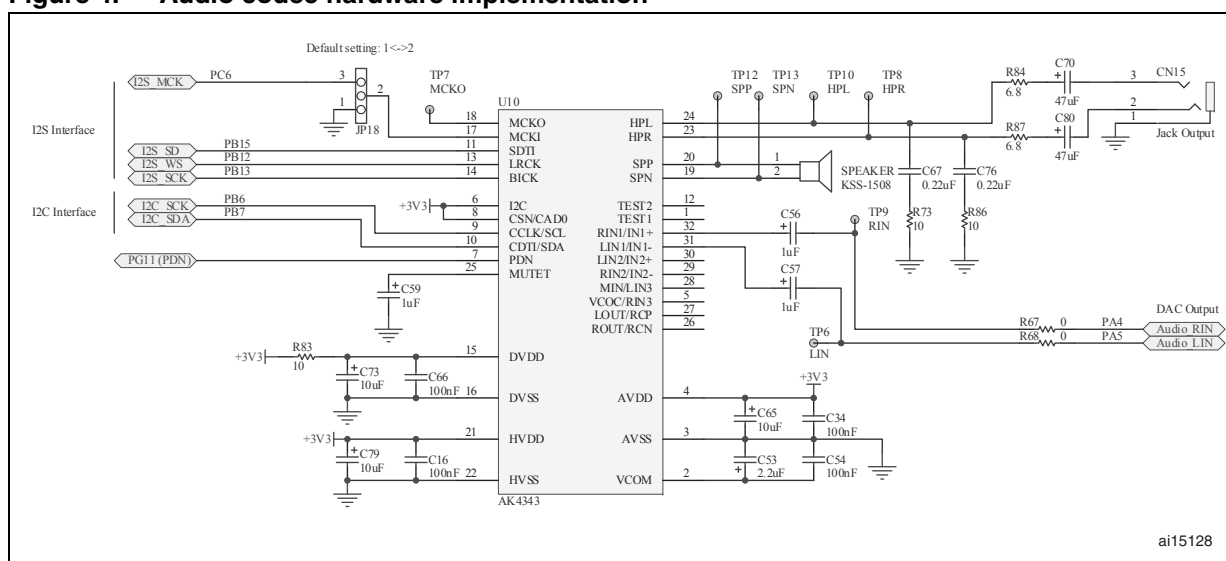 Figure 4. Audio codec hardware implementation
Default setting: 1<->2
I2S_MCK PC6
3
2
1
JP18
TP7
MCKO
I2S Interface
I2S_SD PB15
I2S_WS PB12
I2S_SCK PB13
I2C Interface
I2C_SCK PB6
I2C_SDA PB7
PG11 (PDN)
+3V3
C59
1uF
U10
18 MCKO
17 MCKI
11 SDTI
13 LRCK
14 BICK
6 I2C
8 CSN/CAD0
9 CCLK/SCL
10 CDTI/SDA
7 PDN
25 MUTET
15 DVDD
16 DVSS
21 HVDD
22 HVSS
HPL 24
HPR 23
SPP 20
SPN 19
TEST2 12
TEST1 1
RIN1/IN1+ 32
LIN1/IN1- 31
LIN2/IN2+ 30
RIN2/IN2- 29
MIN/LIN3 28
VCOC/RIN3 5
LOUT/RCP 27
ROUT/RCN 26
AVDD 4
AVSS 3
VCOM 2
AK4343
+3V3
R83
10
C73
10uF
C66
100nF
+3V3
C79
10uF
C16
100nF
TP12
SPP
TP13
SPN
TP10
HPL
TP8
HPR
R84
6.8
C70
47uF
R87
6.8
C80
47uF
3 CN15
2
1
Jack Output
1
2
SPEAKER
KSS-1508
C67
0.22uF
C76
0.22uF
R73
10
R86
10
C56
1uF
C57
1uF
TP9
RIN
TP6
LIN
DAC Output
R67 0 PA4 Audio_RIN
R68 0 PA5 Audio_LIN
+3V3
C65
10uF
C34
100nF
C53
2.2uF
C54
100nF
ai15128